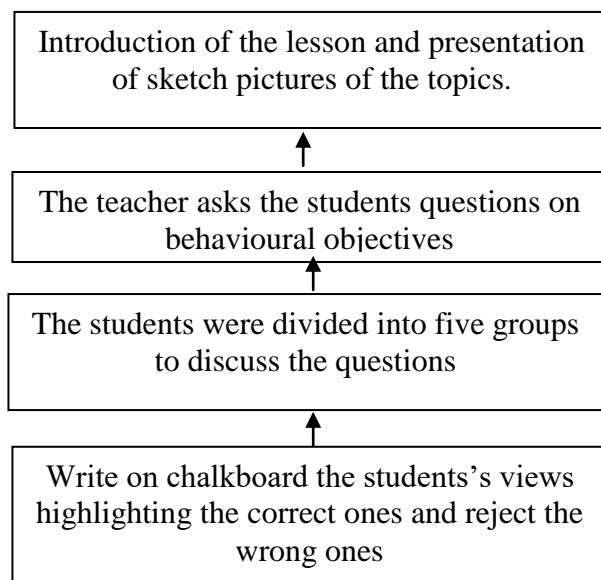 Introduction of the lesson and presentation
of sketch pictures of the topics.
The teacher asks the students questions on
behavioural objectives
The students were divided into five groups
to discuss the questions
Write on chalkboard the students’s views
highlighting the correct ones and reject the
wrong ones